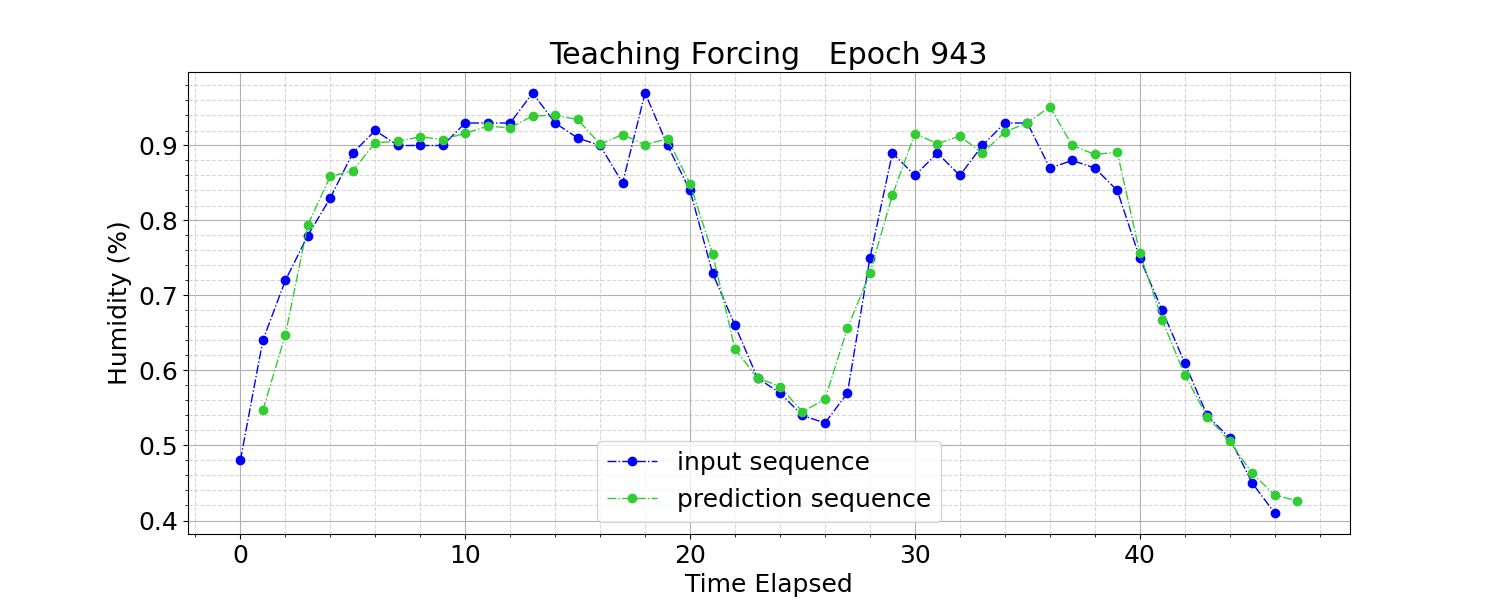 Teaching Forcing   Epoch 943
Humidity (%)
0.9
0.8
0.7
0.6
0.5
0.4
input sequence
prediction sequence
0 10 20 30 40
Time Elapsed